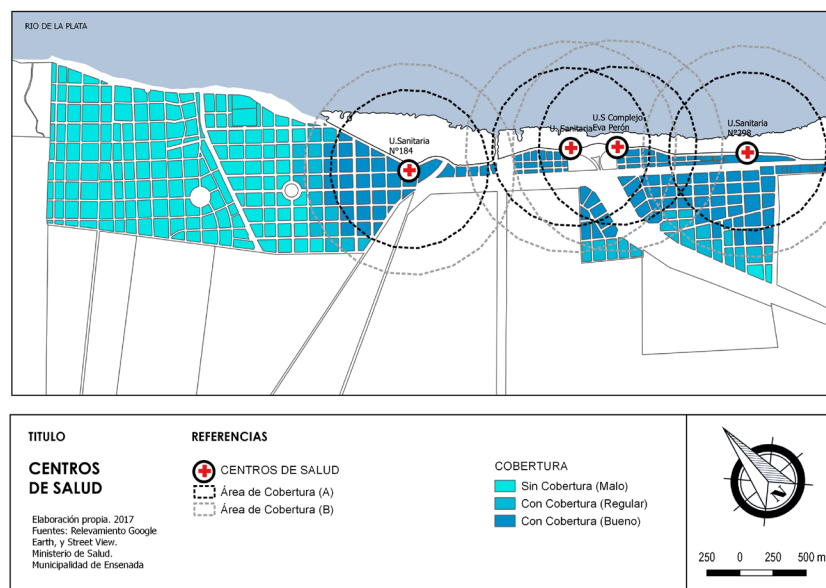 RIO DE LA PLATA
U.Sanitaria
N°184
U. Sanitaria
U.S Complejo
Eva Perón
U.Sanitaria
N°298
TITULO
CENTROS
DE SALUD
Elaboración propia. 2017
Fuentes: Relevamiento Google
Earth, y Street View.
Ministerio de Salud.
Municipalidad de Ensenada
REFERENCIAS
CENTROS DE SALUD
Área de Cobertura (A)
Área de Cobertura (B)
COBERTURA
Sin Cobertura (Malo)
Con Cobertura (Regular)
Con Cobertura (Bueno)
N
250 0 250 500 m